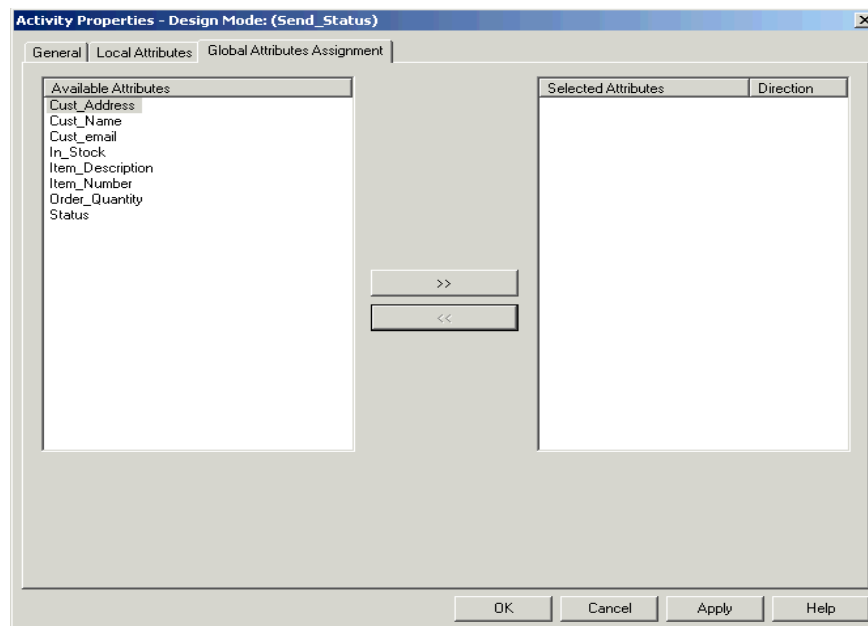 Activity Properties - Design Mode: (Send_Status)
General Local Attributes Global Attributes Assignment
Available Attributes
Cust_Address
Cust_Name
Cust_email
In_Stock
Item_Description
Item_Number
Order_Quantity
Status
>>
<<
Selected Attributes Direction
OK Cancel Apply Help